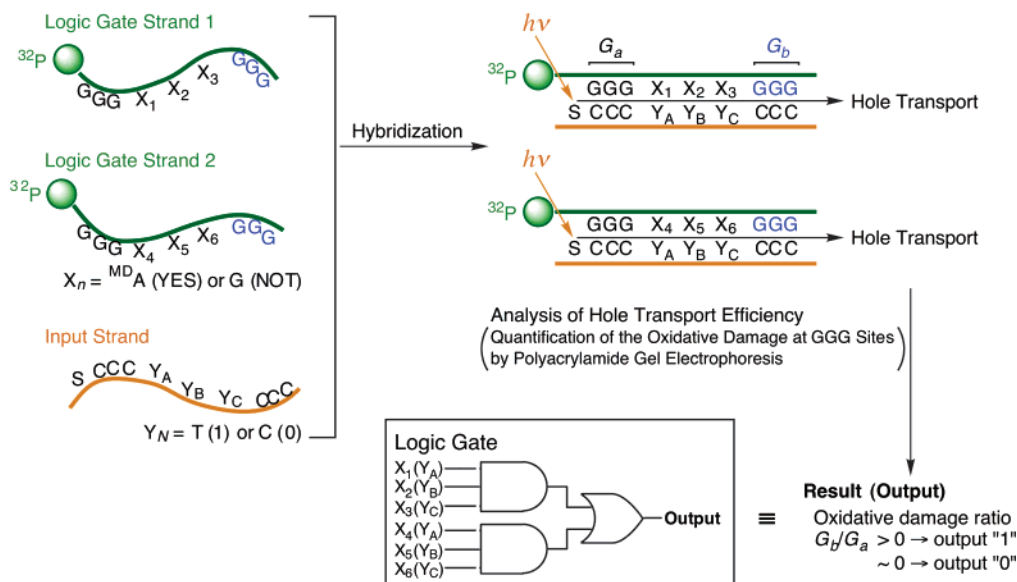 Logic Gate Strand 1
32P
GGG X1 X2 X3 GGG
Logic Gate Strand 2
32P
GGG X4 X5 X6 GGG
Xn = MDA (YES) or G (NOT)
Input Strand
S CCC YA YB YC CCC
YN = T (1) or C (0)
Hybridization
hν
Ga Gb
32P
GGG X1 X2 X3 GGG
S CCC YA YB YC CCC
Hole Transport
hν
32P
GGG X4 X5 X6 GGG
S CCC YA YB YC CCC
Hole Transport
Analysis of Hole Transport Efficiency
(Quantification of the Oxidative Damage at GGG Sites
by Polyacrylamide Gel Electrophoresis)
Logic Gate
X1(YA)
X2(YB)
X3(YC)
X4(YA)
X5(YB)
X6(YC)
Output
≡
Result (Output)
Oxidative damage ratio
Gb/Ga > 0 → output "1"
~ 0 → output "0"